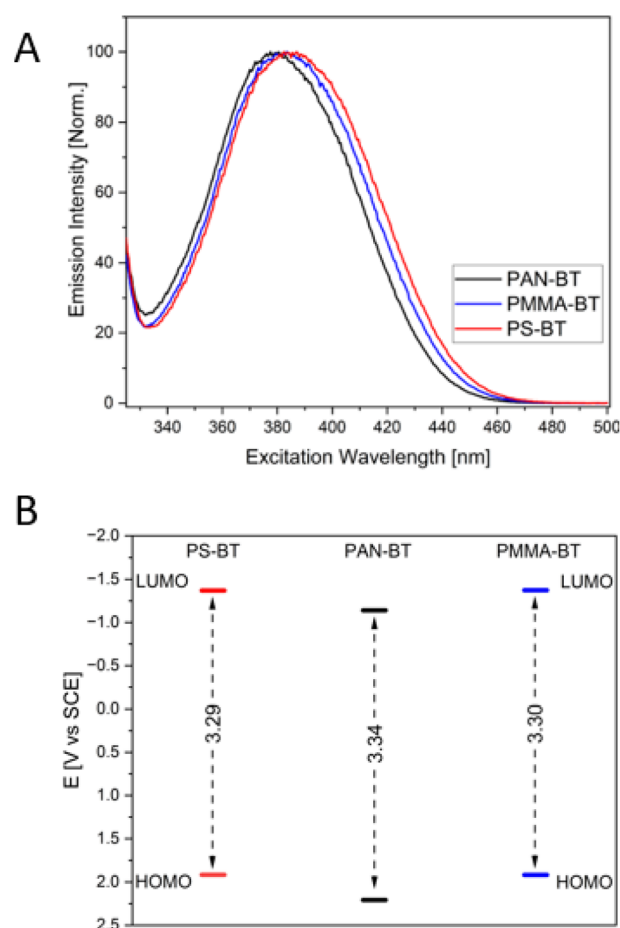 A
Emission Intensity [Norm.]
100
80
60
40
20
0
PAN-BT
PMMA-BT
PS-BT
340 360 380 400 420 440 460 480 500
Excitation Wavelength [nm]
B
E [V vs SCE]
−2.0
−1.5
−1.0
−0.5
0.0
0.5
1.0
1.5
2.0
2.5
PS-BT PAN-BT PMMA-BT
LUMO LUMO
3.29 3.34 3.30
HOMO HOMO